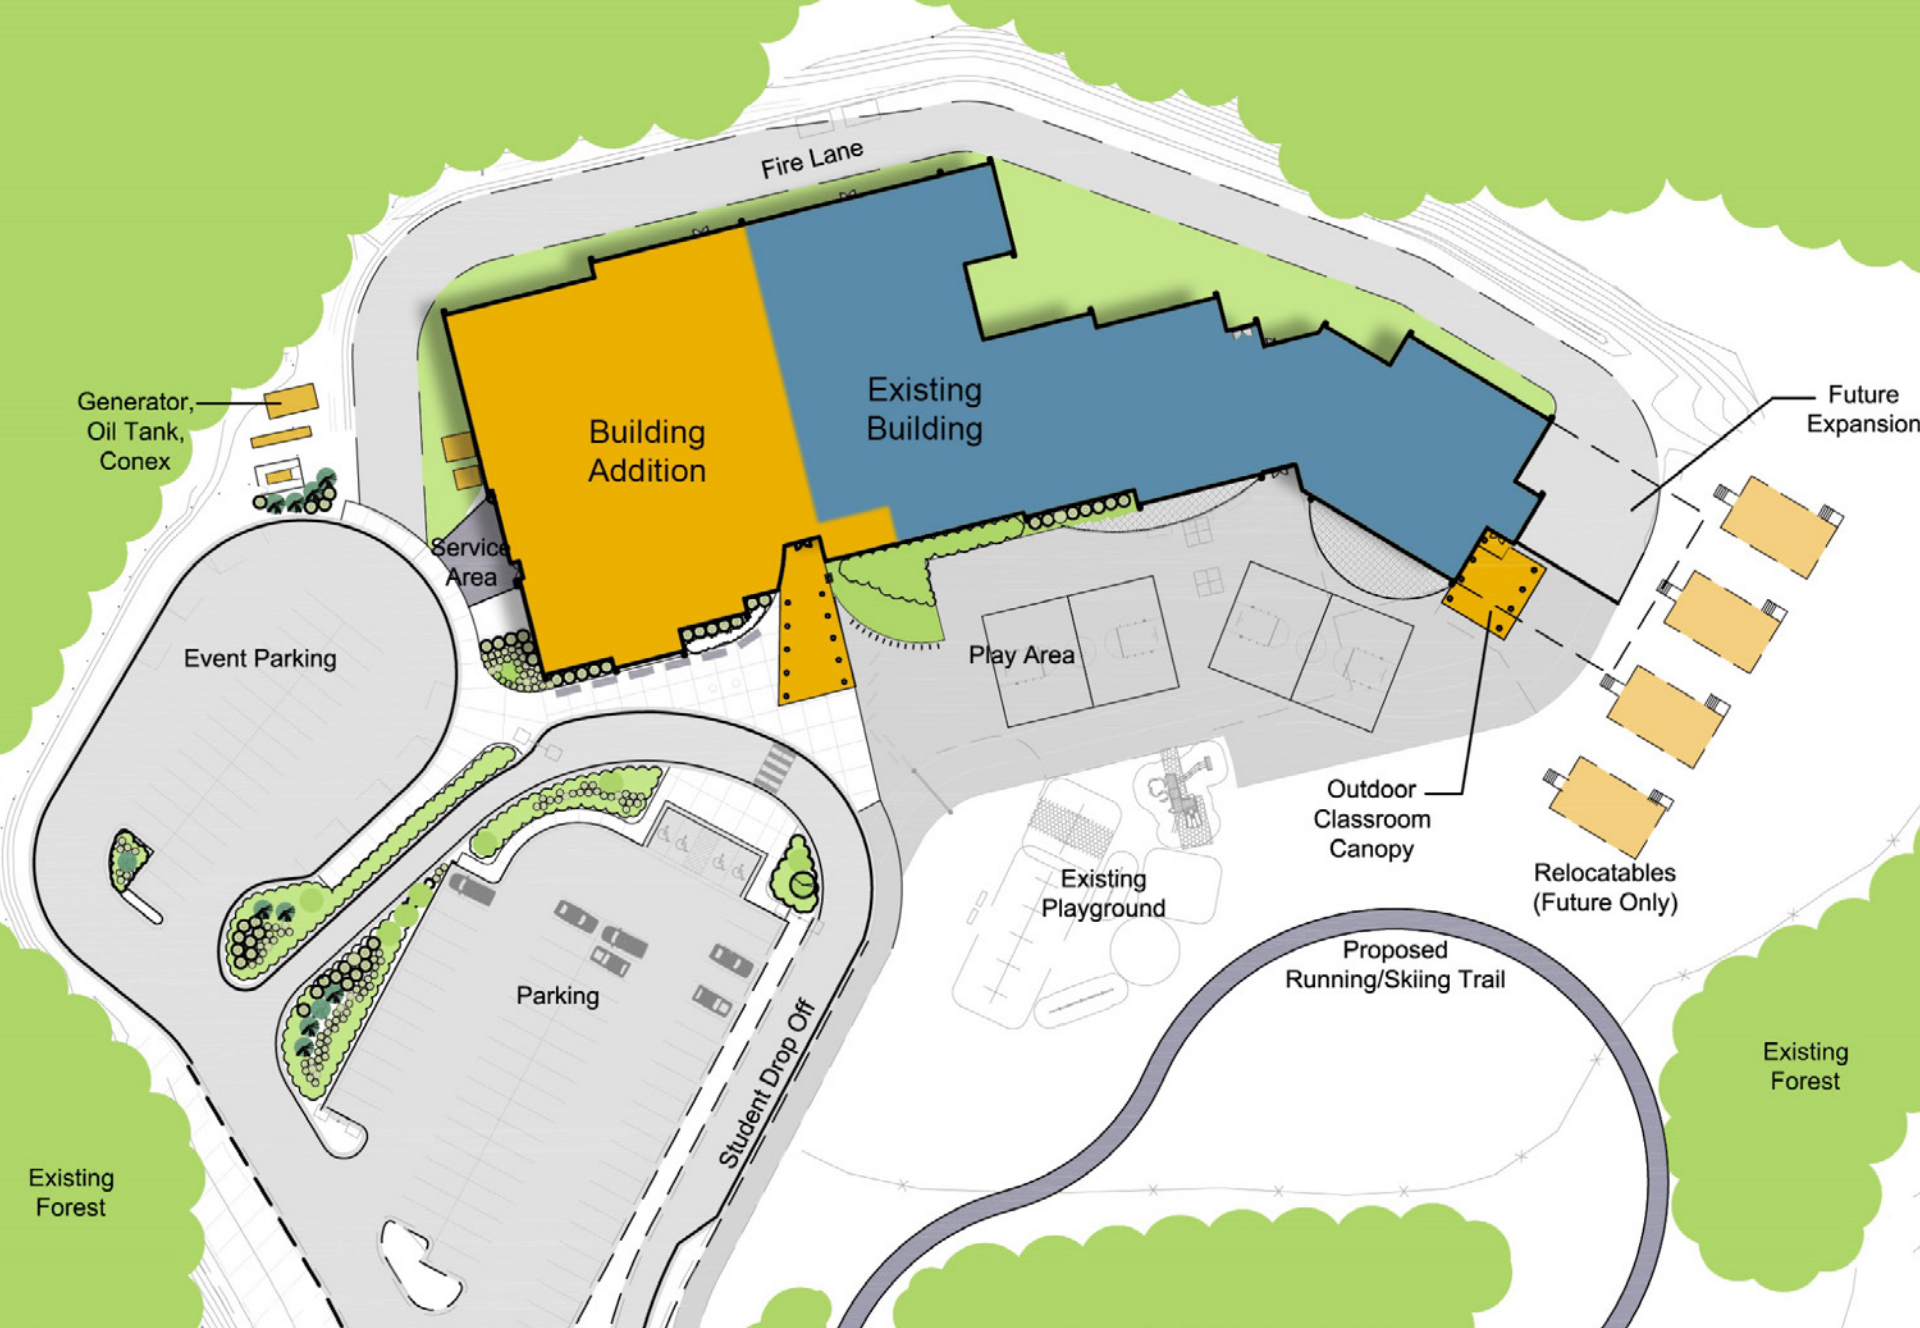 Fire Lane
Existing
Building
Building
Addition
Generator,
Oil Tank,
Conex
Future
Expansion
Service
Area
Event Parking
Play Area
Outdoor
Classroom
Canopy
Relocatables
(Future Only)
Existing
Playground
Proposed
Running/Skiing Trail
Parking
Student Drop Off
Existing
Forest
Existing
Forest